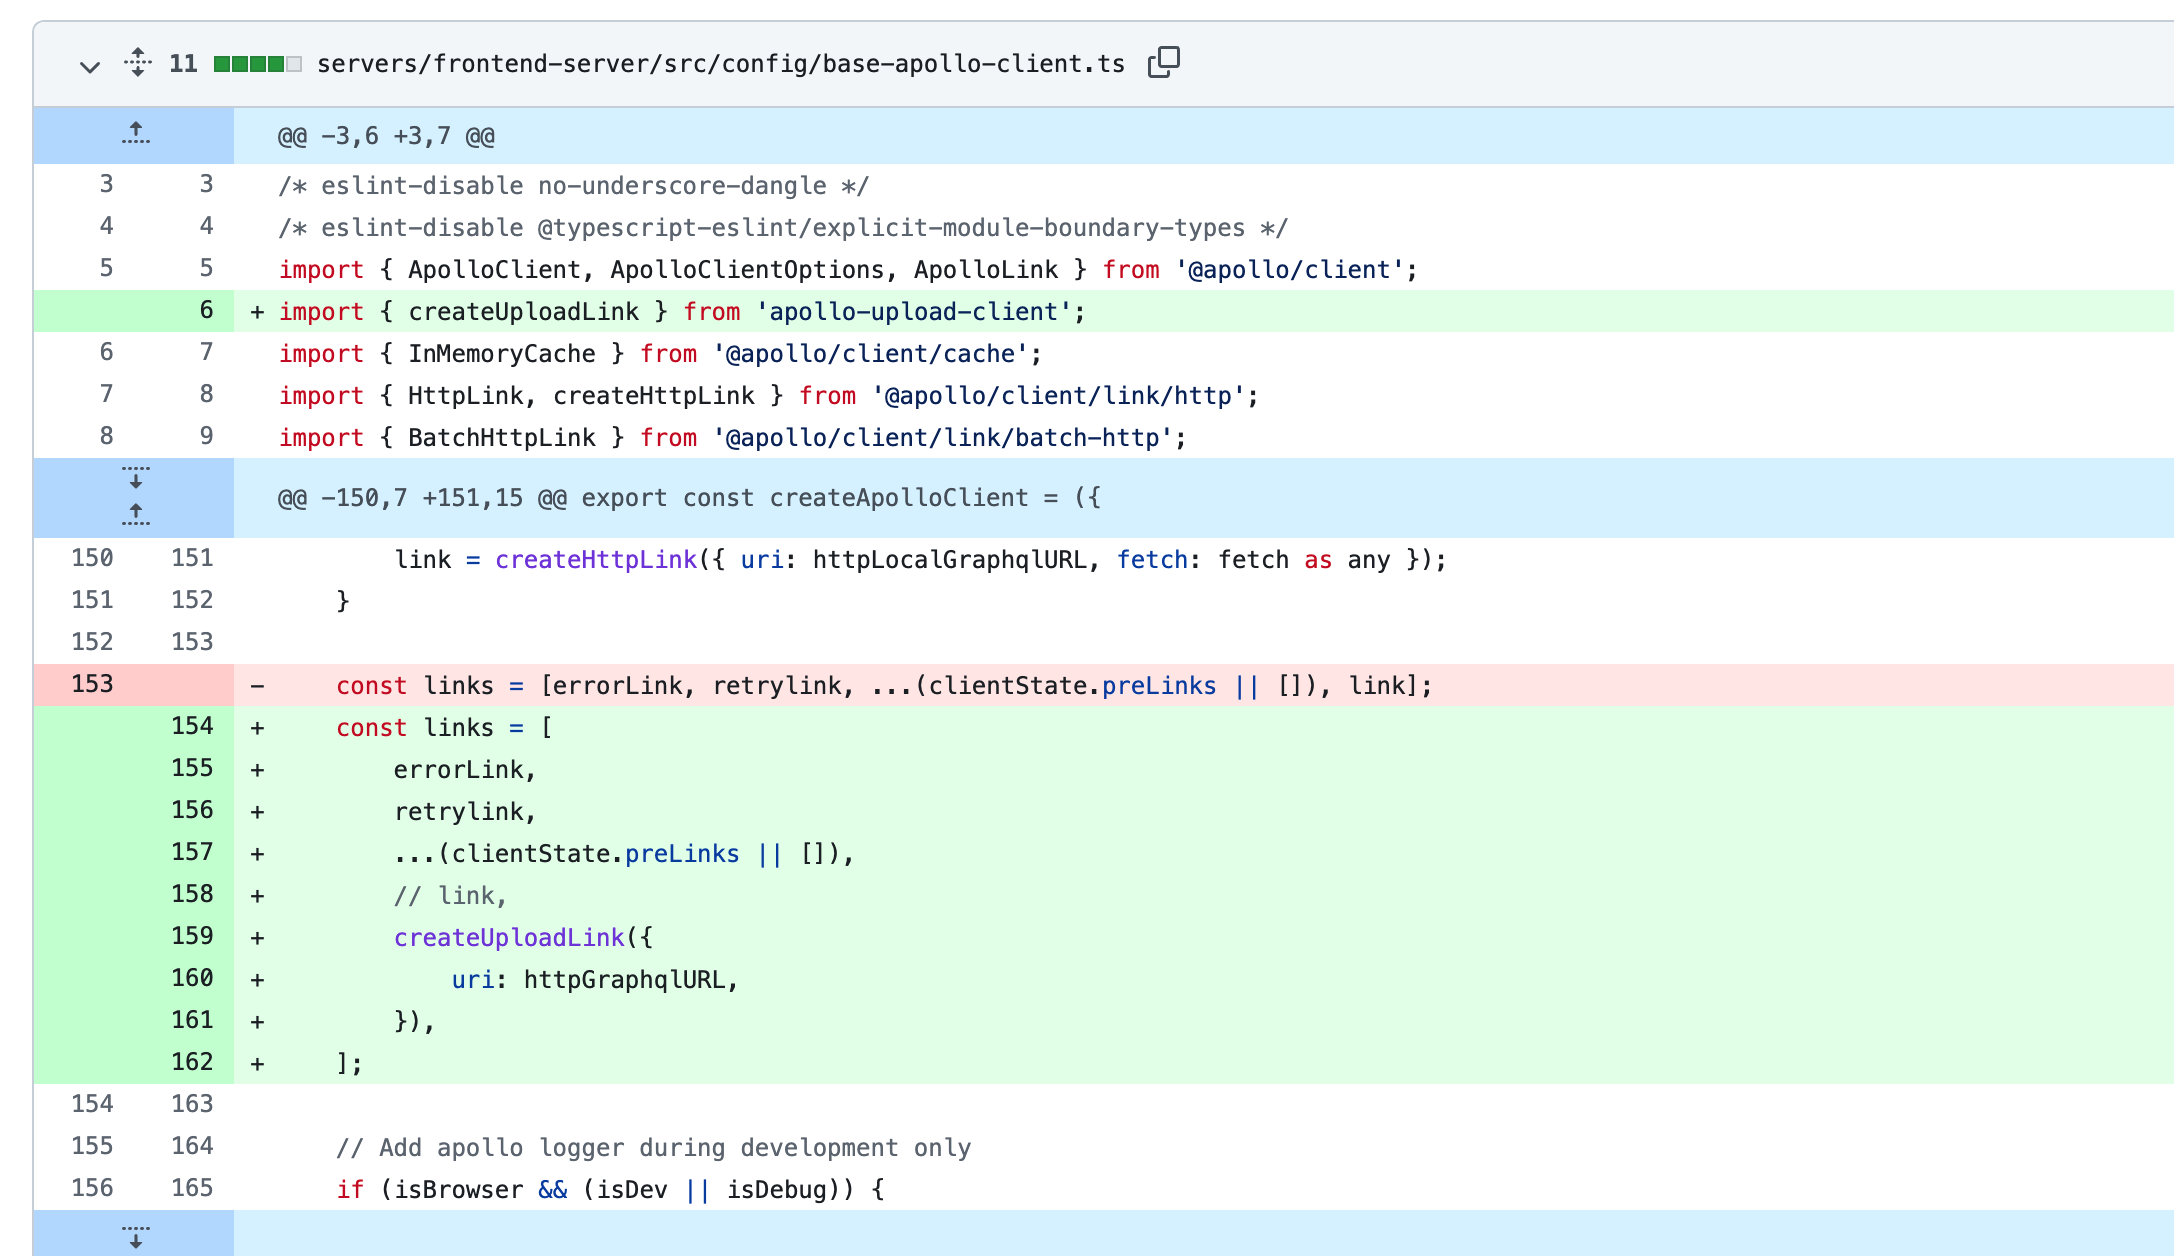 11 servers/frontend-server/src/config/base-apollo-client.ts
@@ -3,6 +3,7 @@
3 3 /* eslint-disable no-underscore-dangle */
4 4 /* eslint-disable @typescript-eslint/explicit-module-boundary-types */
5 5 import { ApolloClient, ApolloClientOptions, ApolloLink } from '@apollo/client';
6 + import { createUploadLink } from 'apollo-upload-client';
6 7 import { InMemoryCache } from '@apollo/client/cache';
7 8 import { HttpLink, createHttpLink } from '@apollo/client/link/http';
8 9 import { BatchHttpLink } from '@apollo/client/link/batch-http';
@@ -150,7 +151,15 @@ export const createApolloClient = ({
150 151 link = createHttpLink({ uri: httpLocalGraphqlURL, fetch: fetch as any });
151 152 }
152 153
153 - const links = [errorLink, retrylink, ...(clientState.preLinks || []), link];
154 + const links = [
155 + errorLink,
156 + retrylink,
157 + ...(clientState.preLinks || []),
158 + // link,
159 + createUploadLink({
160 + uri: httpGraphqlURL,
161 + }),
162 + ];
154 163
155 164 // Add apollo logger during development only
156 165 if (isBrowser && (isDev || isDebug)) {